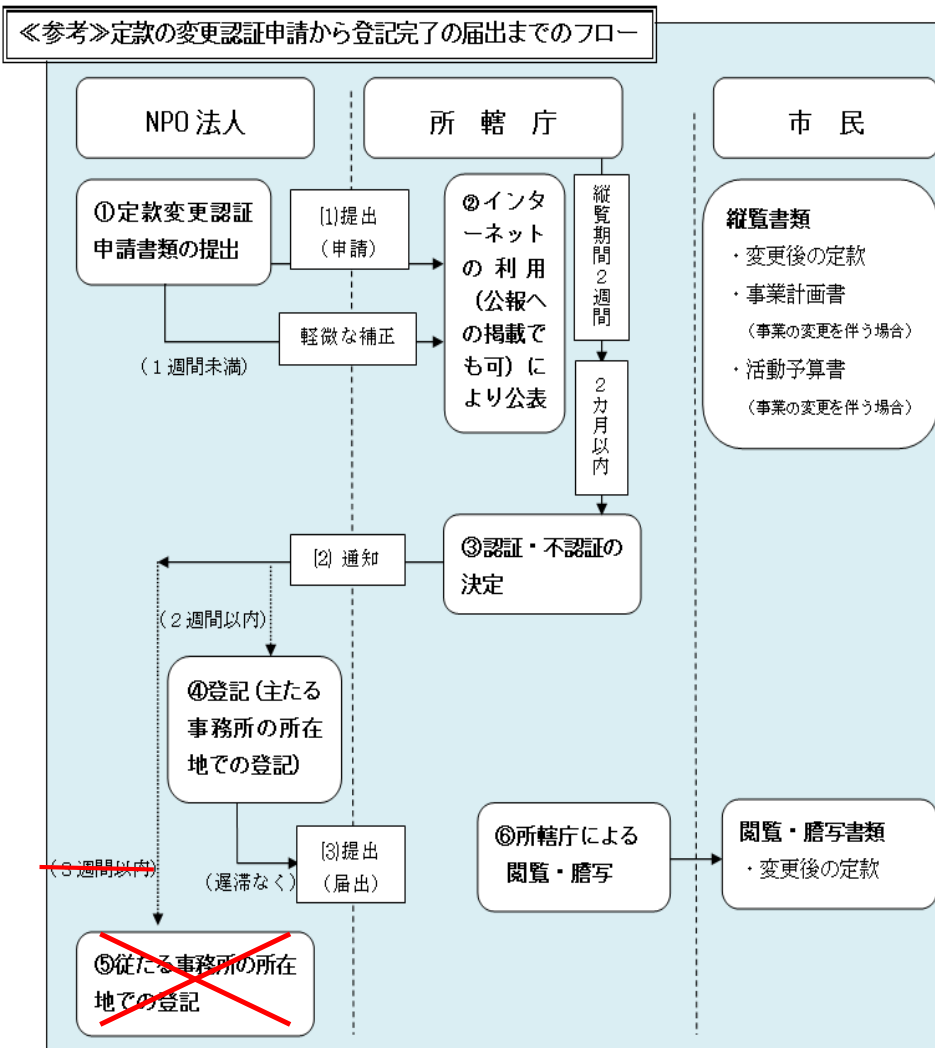 ≪参考≫定款の変更認証申請から登記完了の届出までのフロー
NPO 法人
所 轄 庁
市 民
①定款変更認証
申請書類の提出
(1)提出
(申請)
軽微な補正
(1週間未満)
②インタ
ーネット
の利用
(公報へ
の掲載で
も可)に
より公表
縦覧期間2週間
2カ月以内
縦覧書類
・変更後の定款
・事業計画書
(事業の変更を伴う場合)
・活動予算書
(事業の変更を伴う場合)
③認証・不認証の
決定
(2) 通知
(2週間以内)
④登記(主たる
事務所の所在
地での登記)
(3週間以内)
(遅滞なく)
(3)提出
(届出)
⑤従たる事務所の所在
地での登記
⑥所轄庁による
閲覧・謄写
閲覧・謄写書類
・変更後の定款